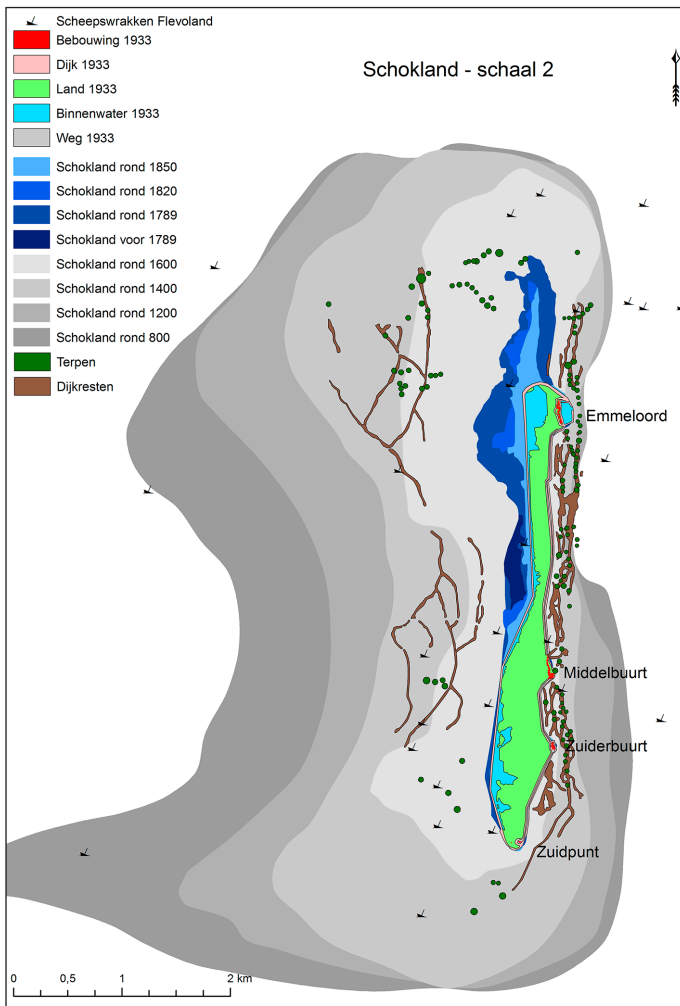 Scheepswrakken Flevoland
Bebouwing 1933
Dijk 1933
Land 1933
Binnenwater 1933
Weg 1933
Schokland rond 1850
Schokland rond 1820
Schokland rond 1789
Schokland voor 1789
Schokland rond 1600
Schokland rond 1400
Schokland rond 1200
Schokland rond 800
Terpen
Dijkresten
Schokland - schaal 2
Emmeloord
Middelbuurt
Zuiderbuurt
Zuidpunt
0 0,5 1 2 km